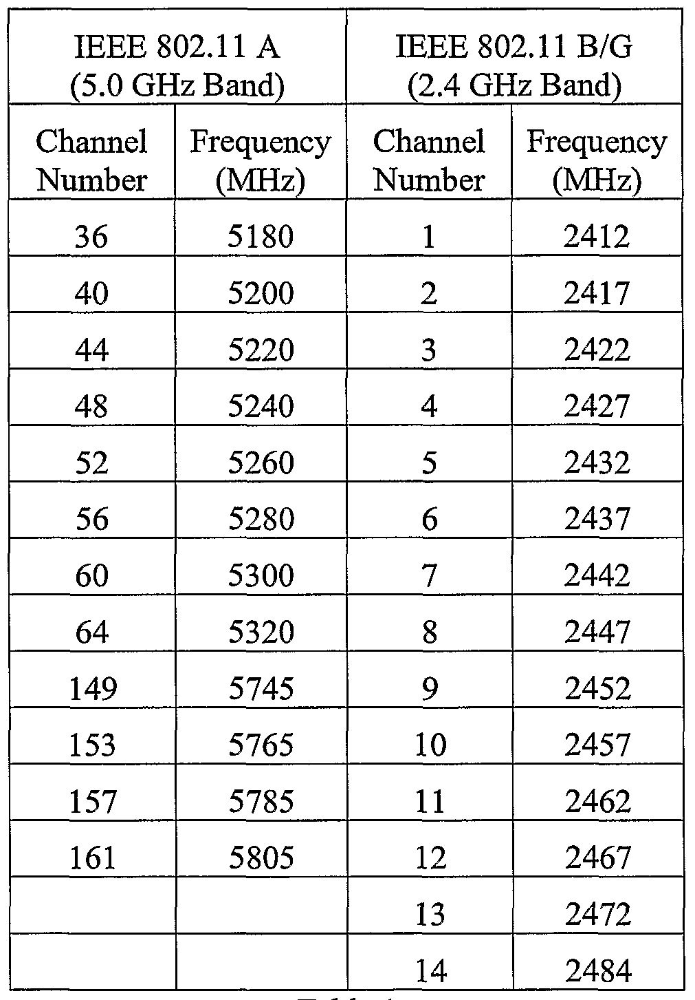 IEEE 802.11 A IEEE 802.11 B/G
(5.0 GHz Band) (2.4 GHz Band)
Channel Frequency Channel Frequency
Number (MHz) Number (MHz)
36 5180 1 2412
40 5200 2 2417
44 5220 3 2422
48 5240 4 2427
52 5260 5 2432
56 5280 6 2437
60 5300 7 2442
64 5320 8 2447
149 5745 9 2452
153 5765 10 2457
157 5785 11 2462
161 5805 12 2467
13 2472
14 2484